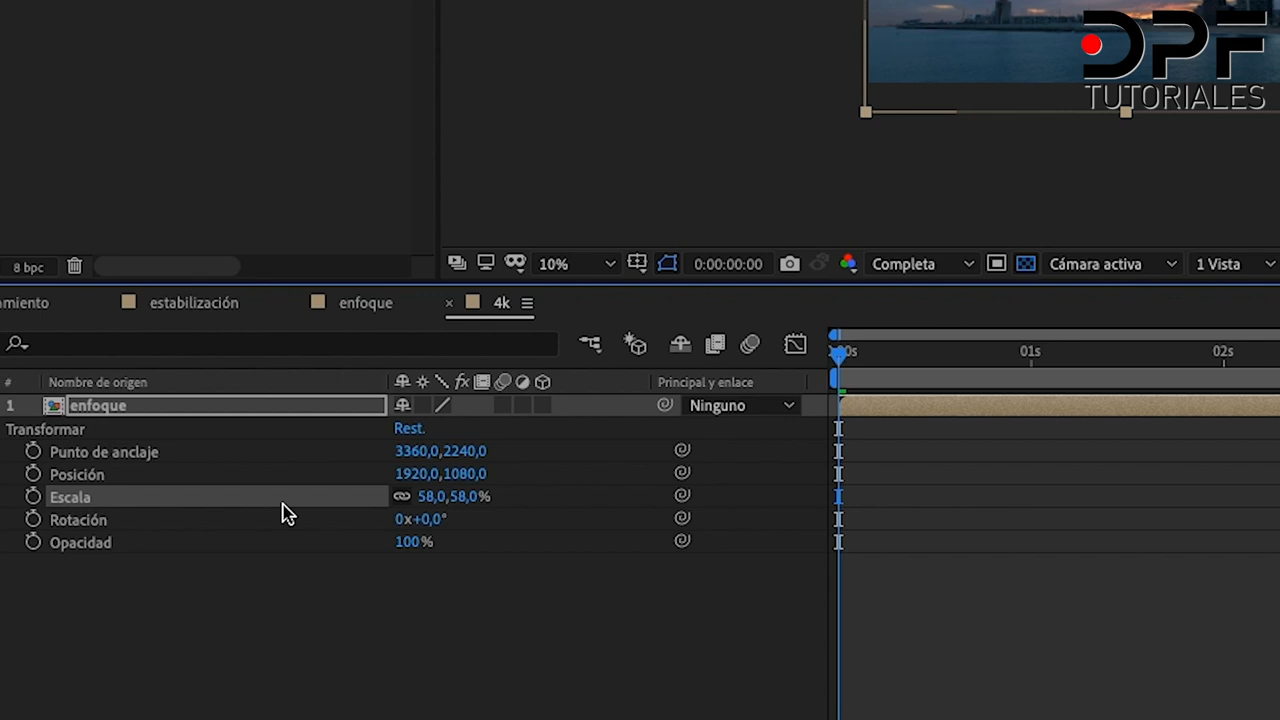 DPF
TUTORIALES
8 bpc
10%
0:00:00:00
Completa
Cámara activa
1 Vista
amiento
estabilización
enfoque
× 4k
01s
02s
# Nombre de origen
fx
Principal y enlace
1 enfoque
Ninguno
Transformar Rest.
Punto de anclaje 3360,0,2240,0
Posición 1920,0,1080,0
Escala 58,0,58,0%
Rotación 0x+0,0°
Opacidad 100%